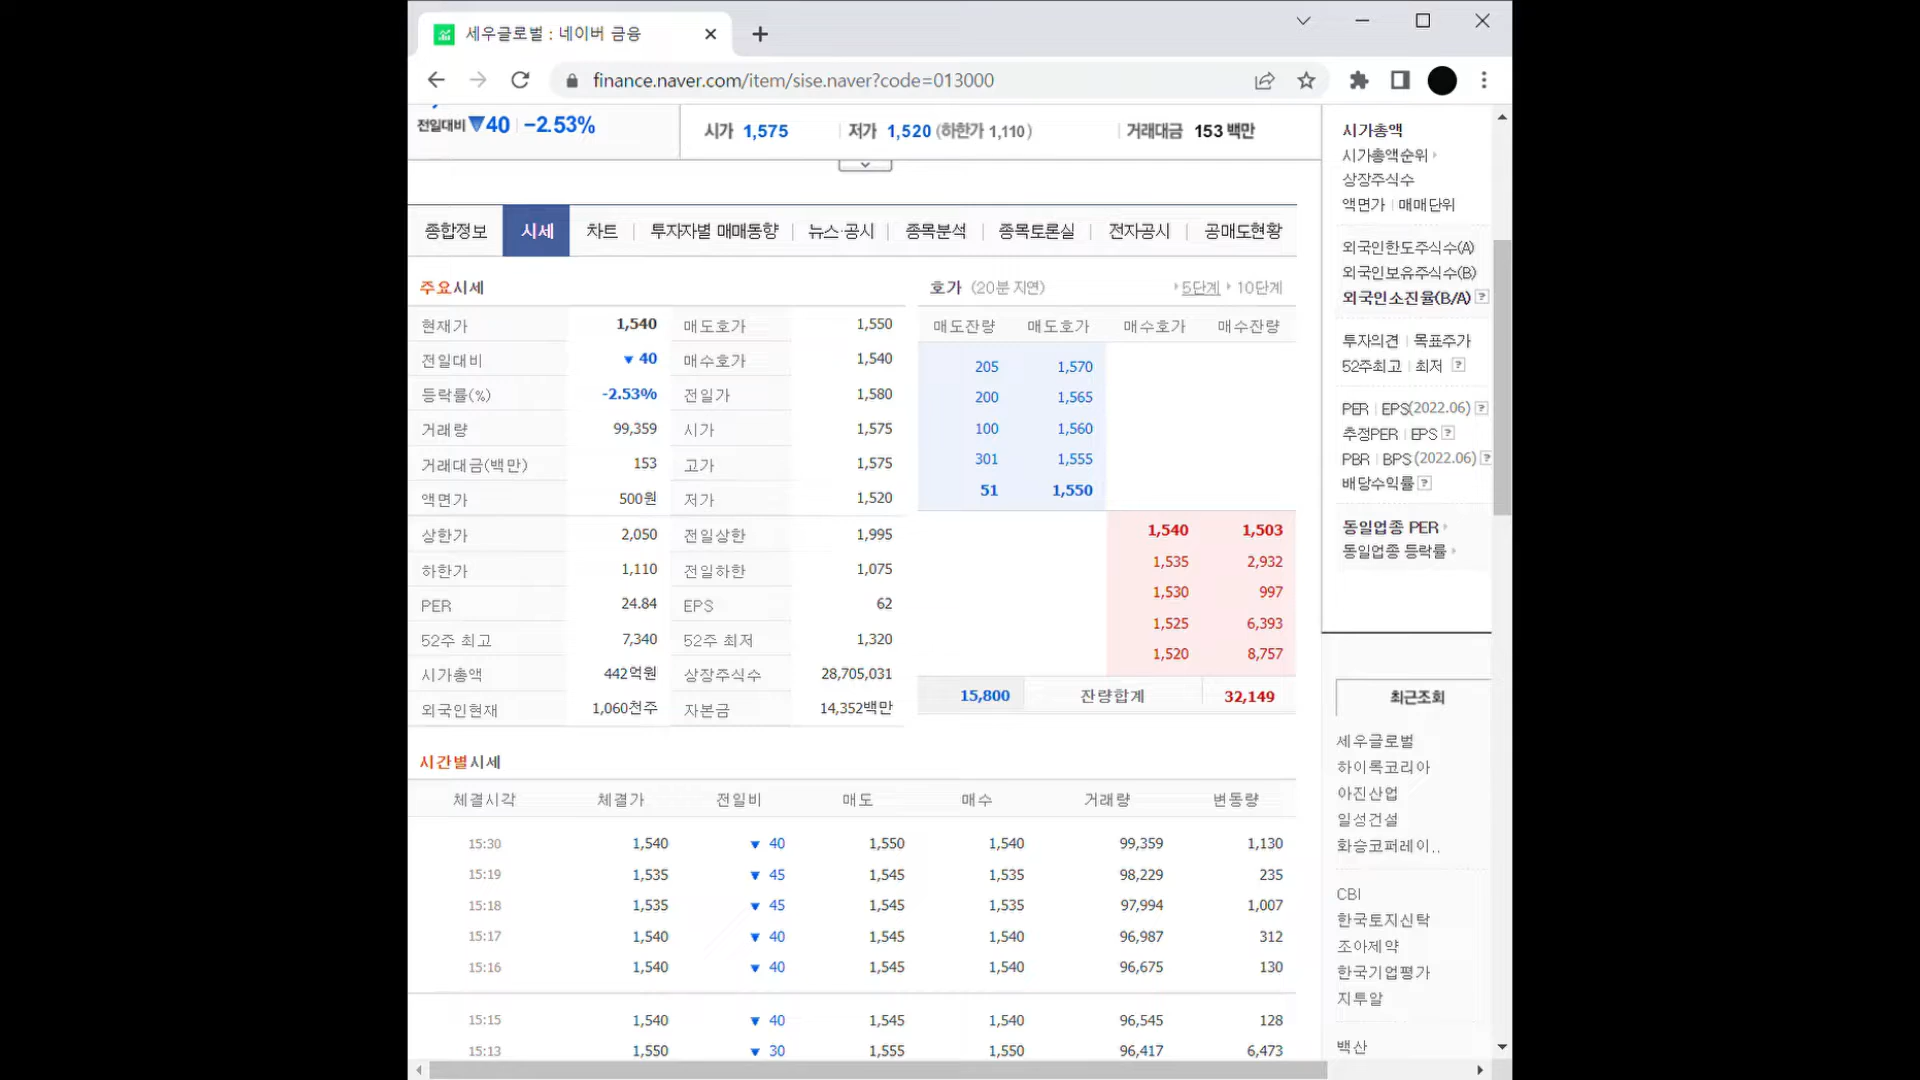 세우글로벌 : 네이버 금융
finance.naver.com/item/sise.naver?code=013000
전일대비 ▼40 −2.53%
시가 1,575 저가 1,520 (하한가 1,110) 거래대금 153 백만
종합정보 시세 차트 투자자별 매매동향 뉴스·공시 종목분석 종목토론실 전자공시 공매도현황
주요시세
현재가 1,540 매도호가 1,550
전일대비 ▼ 40 매수호가 1,540
등락률(%) -2.53% 전일가 1,580
거래량 99,359 시가 1,575
거래대금(백만) 153 고가 1,575
액면가 500원 저가 1,520
상한가 2,050 전일상한 1,995
하한가 1,110 전일하한 1,075
PER 24.84 EPS 62
52주 최고 7,340 52주 최저 1,320
시가총액 442억원 상장주식수 28,705,031
외국인현재 1,060천주 자본금 14,352백만
호가 (20분 지연) 5단계 10단계
매도잔량 매도호가 매수호가 매수잔량
205 1,570
200 1,565
100 1,560
301 1,555
51 1,550
1,540 1,503
1,535 2,932
1,530 997
1,525 6,393
1,520 8,757
15,800 잔량합계 32,149
시간별시세
체결시각 체결가 전일비 매도 매수 거래량 변동량
15:30 1,540 ▼ 40 1,550 1,540 99,359 1,130
15:19 1,535 ▼ 45 1,545 1,535 98,229 235
15:18 1,535 ▼ 45 1,545 1,535 97,994 1,007
15:17 1,540 ▼ 40 1,545 1,540 96,987 312
15:16 1,540 ▼ 40 1,545 1,540 96,675 130
15:15 1,540 ▼ 40 1,545 1,540 96,545 128
15:13 1,550 ▼ 30 1,555 1,550 96,417 6,473
시가총액
시가총액순위
상장주식수
액면가 매매단위
외국인한도주식수(A)
외국인보유주식수(B)
외국인소진율(B/A) ?
투자의견 목표주가
52주최고 최저 ?
PER EPS(2022.06) ?
추정PER EPS ?
PBR BPS (2022.06) ?
배당수익률 ?
동일업종 PER
동일업종 등락률
최근조회
세우글로벌
하이록코리아
아진산업
일성건설
화승코퍼레이..
CBI
한국토지신탁
조아제약
한국기업평가
지투알
백산